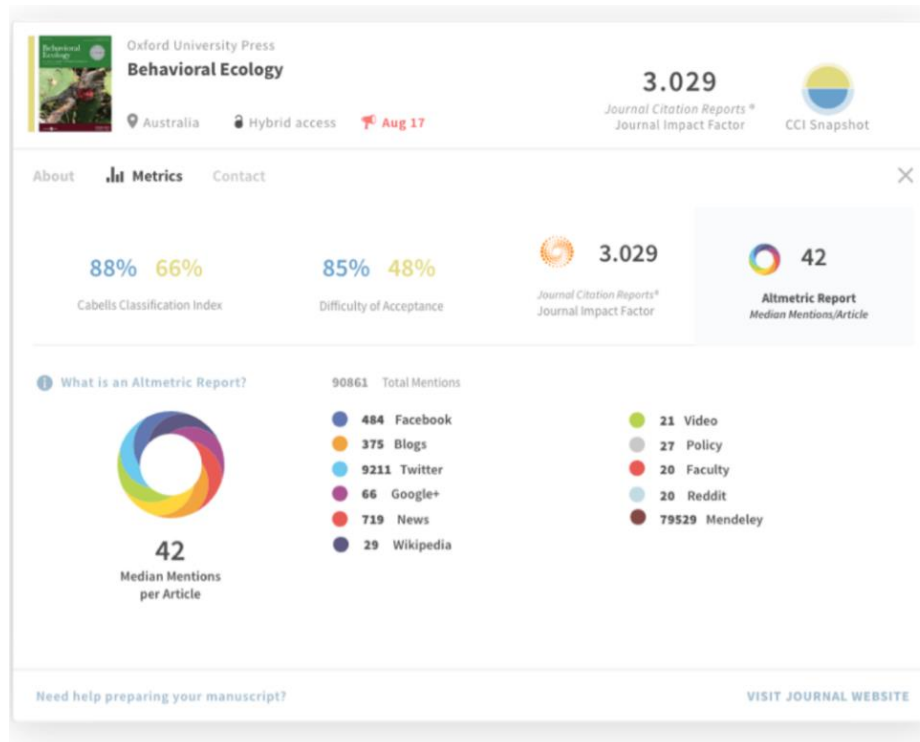 Oxford University Press
Behavioral Ecology
Behavioral
Ecology
Australia
Hybrid access
Aug 17
3.029
Journal Citation Reports ®
Journal Impact Factor
CCI Snapshot
About
Metrics
Contact
88% 66%
Cabells Classification Index
85% 48%
Difficulty of Acceptance
3.029
Journal Citation Reports®
Journal Impact Factor
42
Altmetric Report
Median Mentions/Article
i What is an Altmetric Report?
42
Median Mentions
per Article
90861 Total Mentions
484 Facebook
375 Blogs
9211 Twitter
66 Google+
719 News
29 Wikipedia
21 Video
27 Policy
20 Faculty
20 Reddit
79529 Mendeley
Need help preparing your manuscript?
VISIT JOURNAL WEBSITE